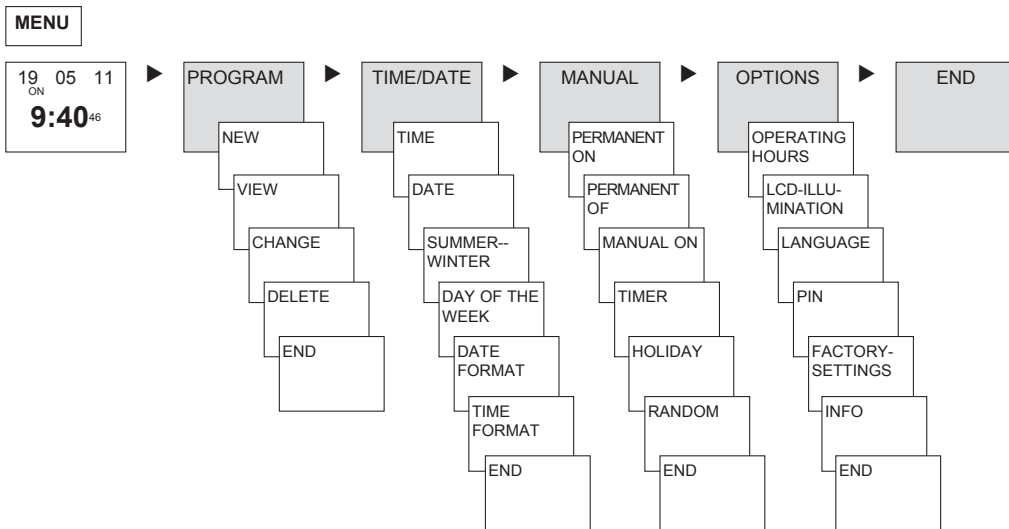 MENU
19 05 11
ON
9:40 46
PROGRAM
NEW
VIEW
CHANGE
DELETE
END
TIME/DATE
TIME
DATE
SUMMER--
WINTER
DAY OF THE
WEEK
DATE
FORMAT
TIME
FORMAT
END
MANUAL
PERMANENT
ON
PERMANENT
OF
MANUAL ON
TIMER
HOLIDAY
RANDOM
END
OPTIONS
OPERATING
HOURS
LCD-ILLU-
MINATION
LANGUAGE
PIN
FACTORY-
SETTINGS
INFO
END
END